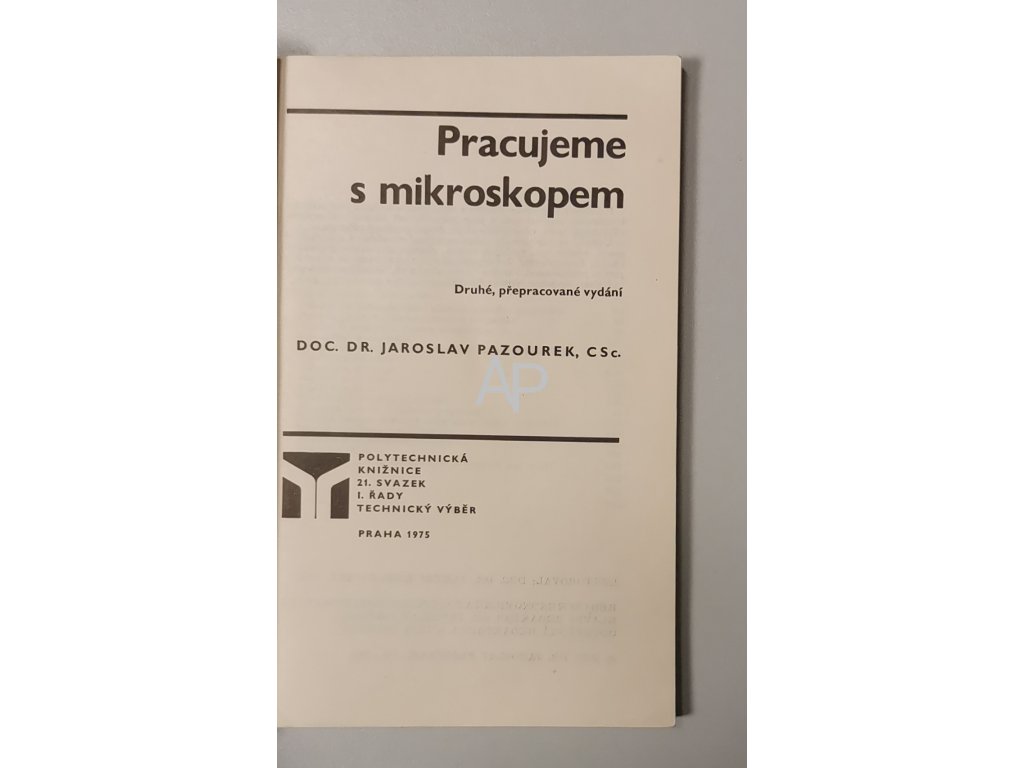 Pracujeme
s mikroskopem
Druhé, přepracované vydání
DOC. DR. JAROSLAV PAZOUREK, CSc.
AP
POLYTECHNICKÁ
KNIŽNICE
21. SVAZEK
I. ŘADY
TECHNICKÝ VÝBĚR
PRAHA 1975